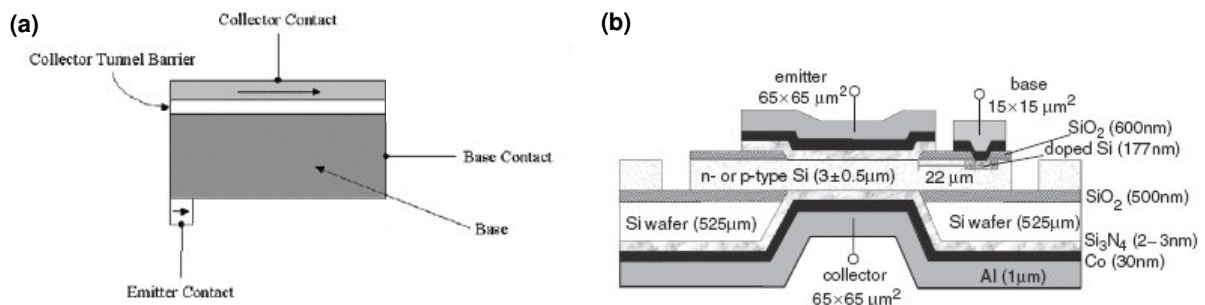 (a)
Collector Contact
Collector Tunnel Barrier
Base Contact
Base
Emitter Contact
(b)
emitter
65×65 μm²
base
15×15 μm²
SiO₂ (600nm)
doped Si (177nm)
n- or p-type Si (3±0.5μm)
22 μm
SiO₂ (500nm)
Si wafer (525μm)
Si wafer (525μm)
Si₃N₄ (2–3nm)
Co (30nm)
collector
Al (1μm)
65×65 μm²